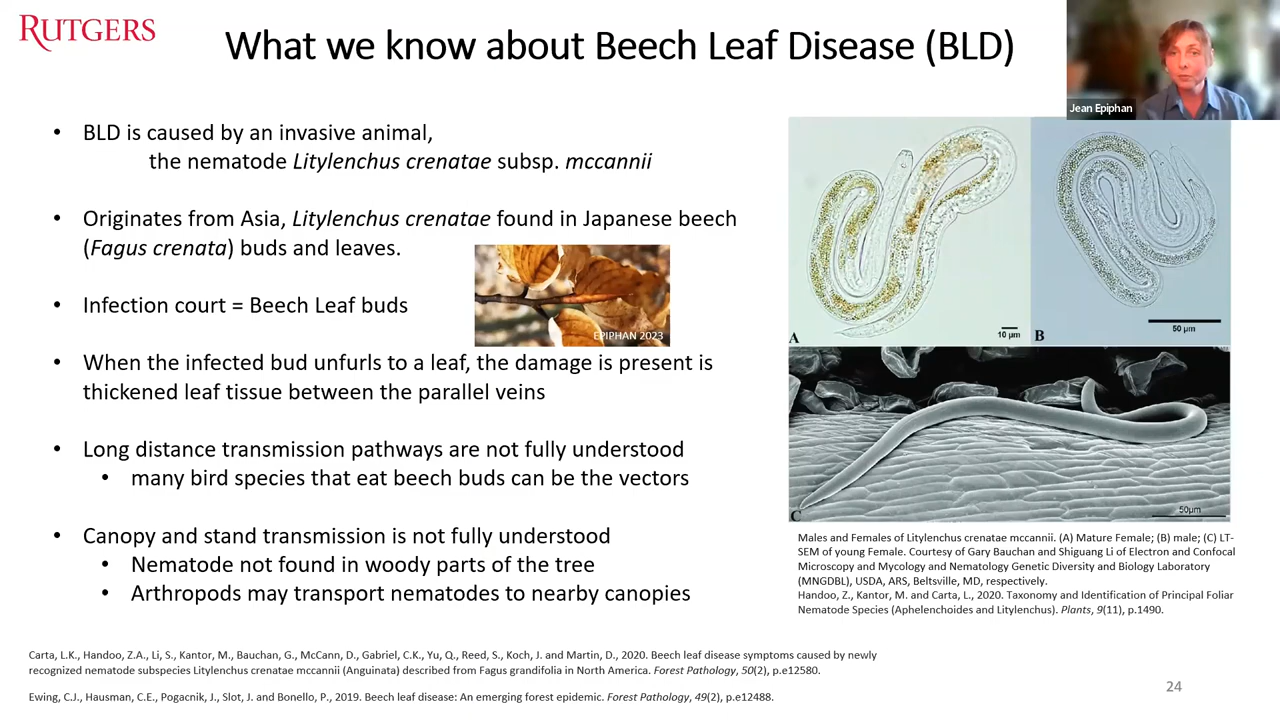 RUTGERS
What we know about Beech Leaf Disease (BLD)
Jean Epiphan
• BLD is caused by an invasive animal,
the nematode Litylenchus crenatae subsp. mccannii
• Originates from Asia, Litylenchus crenatae found in Japanese beech
(Fagus crenata) buds and leaves.
EPIPHAN 2023
• Infection court = Beech Leaf buds
• When the infected bud unfurls to a leaf, the damage is present is
thickened leaf tissue between the parallel veins
• Long distance transmission pathways are not fully understood
• many bird species that eat beech buds can be the vectors
• Canopy and stand transmission is not fully understood
• Nematode not found in woody parts of the tree
• Arthropods may transport nematodes to nearby canopies
A
10 µm
B
50 µm
C
50µm
Males and Females of Litylenchus crenatae mccannii. (A) Mature Female; (B) male; (C) LT-
SEM of young Female. Courtesy of Gary Bauchan and Shiguang Li of Electron and Confocal
Microscopy and Mycology and Nematology Genetic Diversity and Biology Laboratory
(MNGDBL), USDA, ARS, Beltsville, MD, respectively.
Handoo, Z., Kantor, M. and Carta, L., 2020. Taxonomy and Identification of Principal Foliar
Nematode Species (Aphelenchoides and Litylenchus). Plants, 9(11), p.1490.
Carta, L.K., Handoo, Z.A., Li, S., Kantor, M., Bauchan, G., McCann, D., Gabriel, C.K., Yu, Q., Reed, S., Koch, J. and Martin, D., 2020. Beech leaf disease symptoms caused by newly
recognized nematode subspecies Litylenchus crenatae mccannii (Anguinata) described from Fagus grandifolia in North America. Forest Pathology, 50(2), p.e12580.
Ewing, C.J., Hausman, C.E., Pogacnik, J., Slot, J. and Bonello, P., 2019. Beech leaf disease: An emerging forest epidemic. Forest Pathology, 49(2), p.e12488.
24